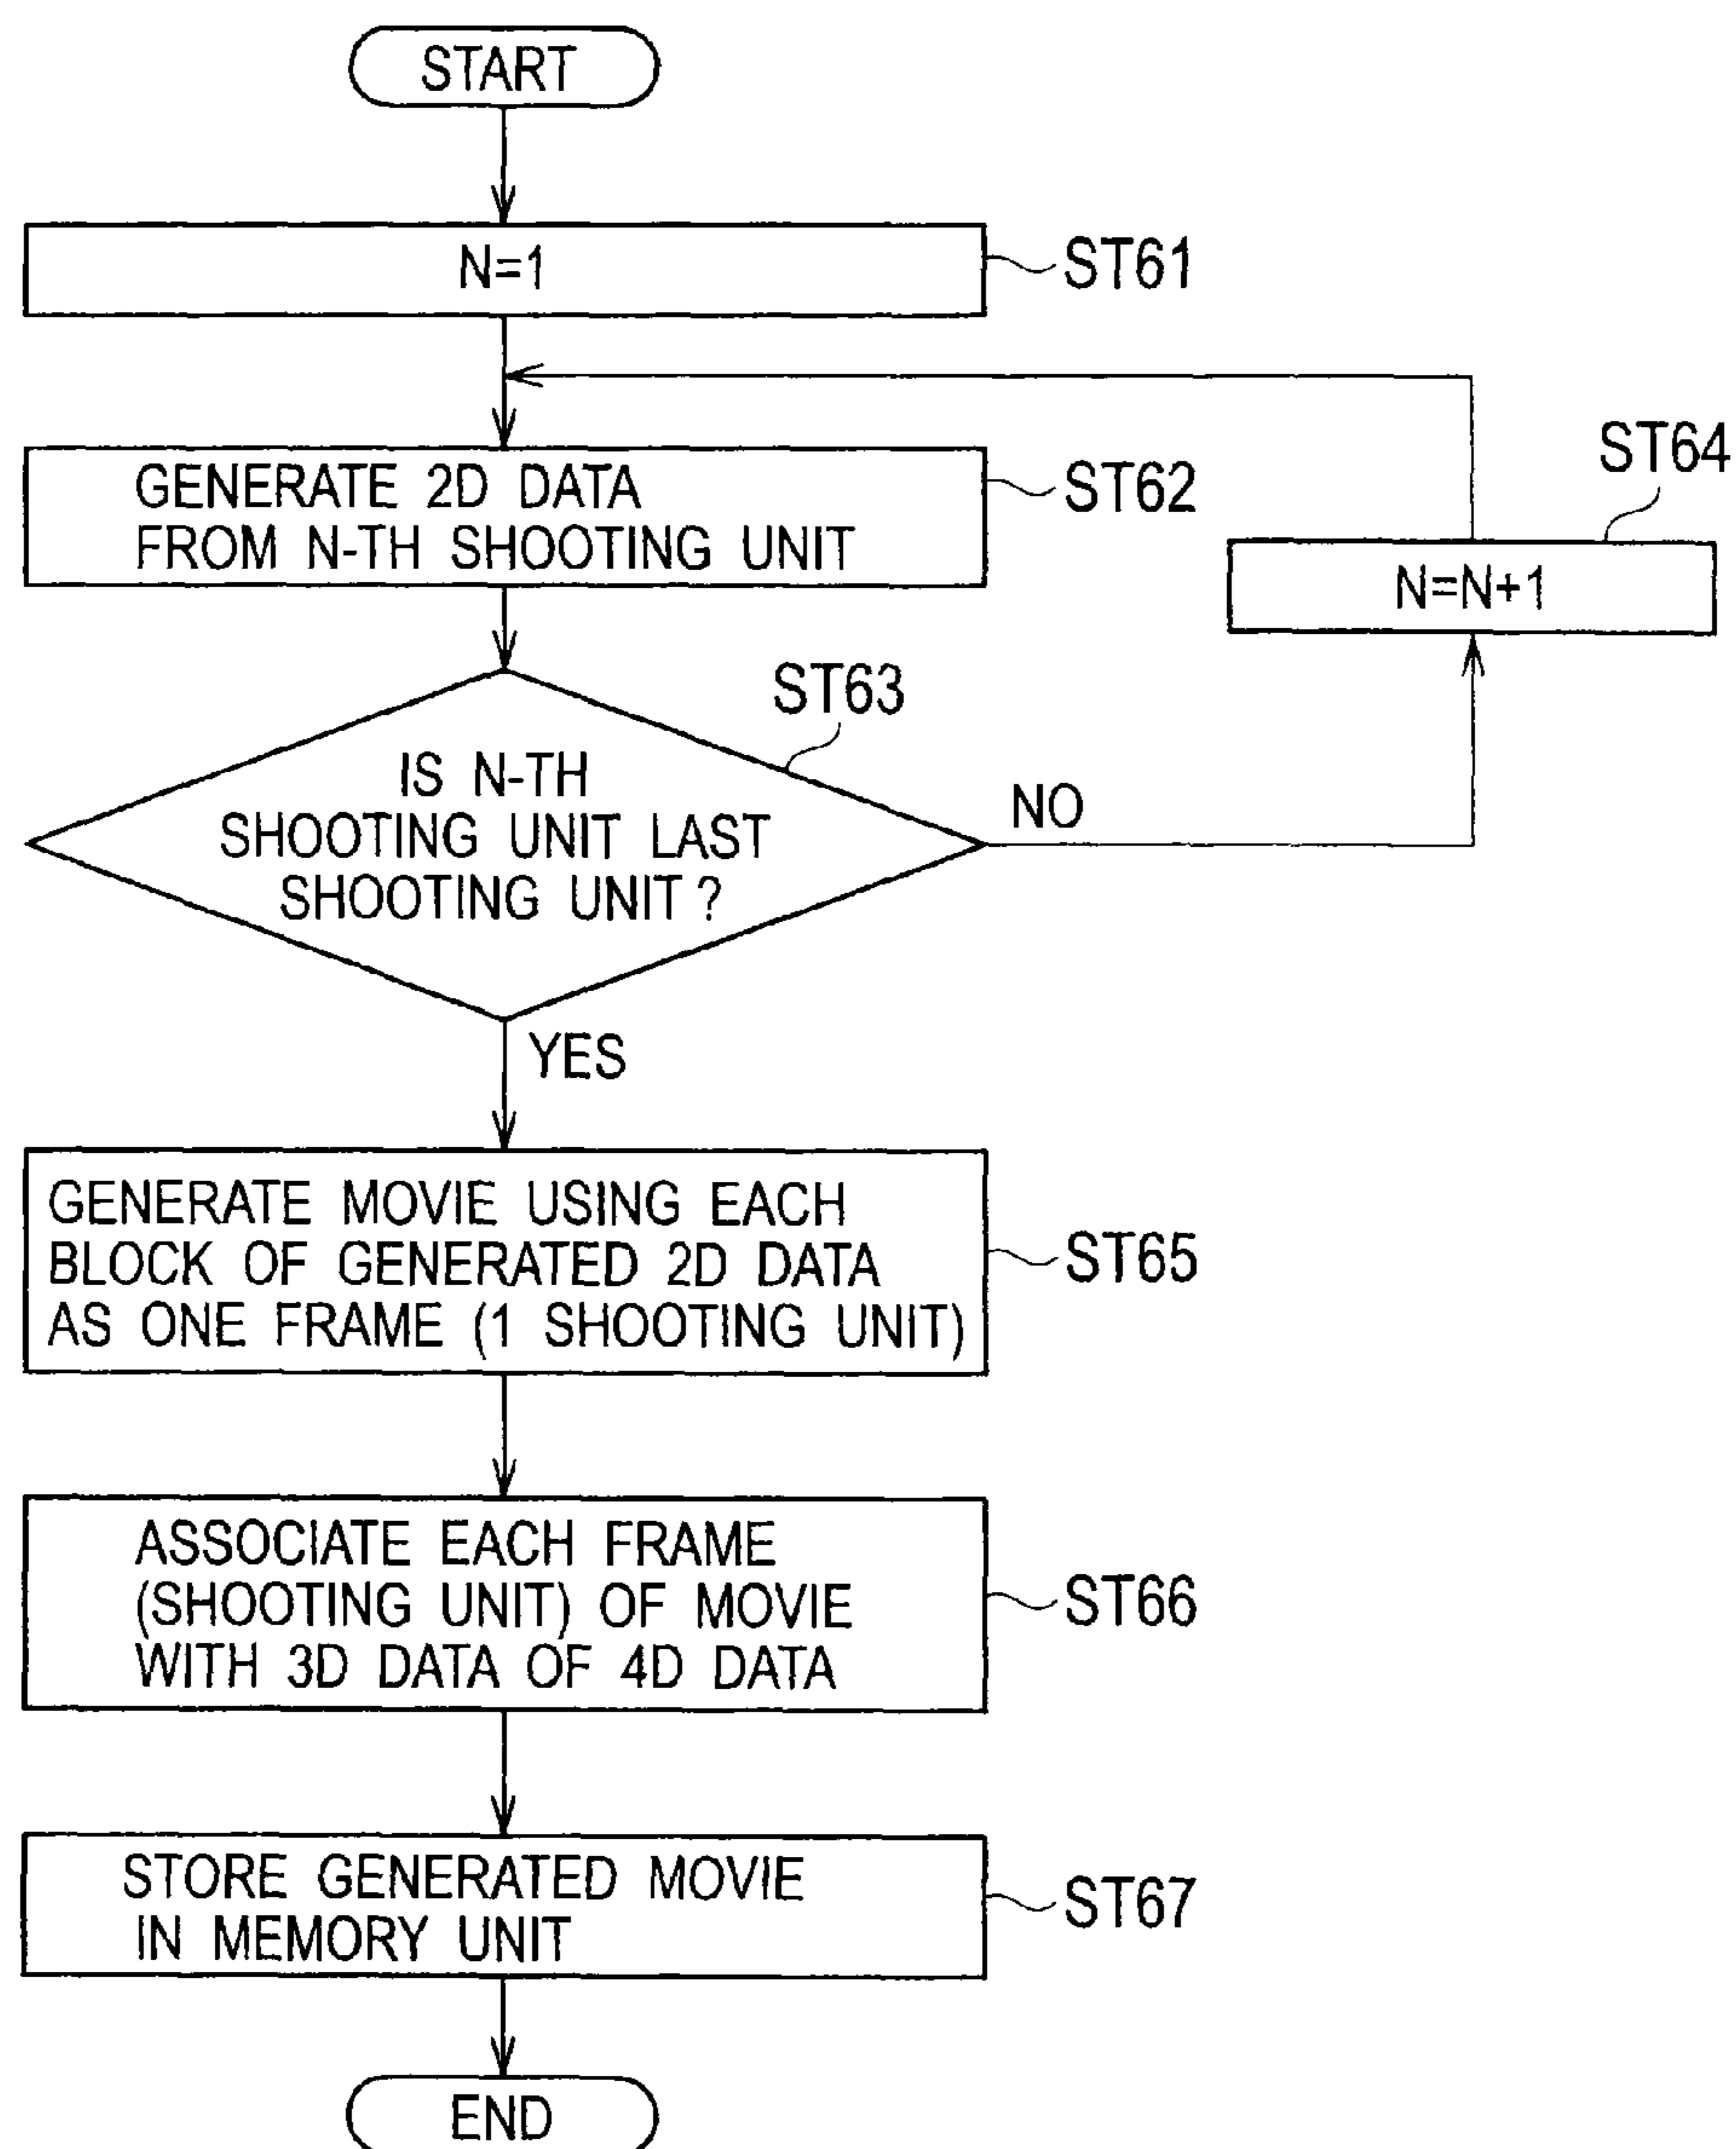 START
N=1
ST61
GENERATE 2D DATA
FROM N-TH SHOOTING UNIT
ST62
ST64
N=N+1
ST63
IS N-TH
SHOOTING UNIT LAST
SHOOTING UNIT?
NO
YES
GENERATE MOVIE USING EACH
BLOCK OF GENERATED 2D DATA
AS ONE FRAME (1 SHOOTING UNIT)
ST65
ASSOCIATE EACH FRAME
(SHOOTING UNIT) OF MOVIE
WITH 3D DATA OF 4D DATA
ST66
STORE GENERATED MOVIE
IN MEMORY UNIT
ST67
END